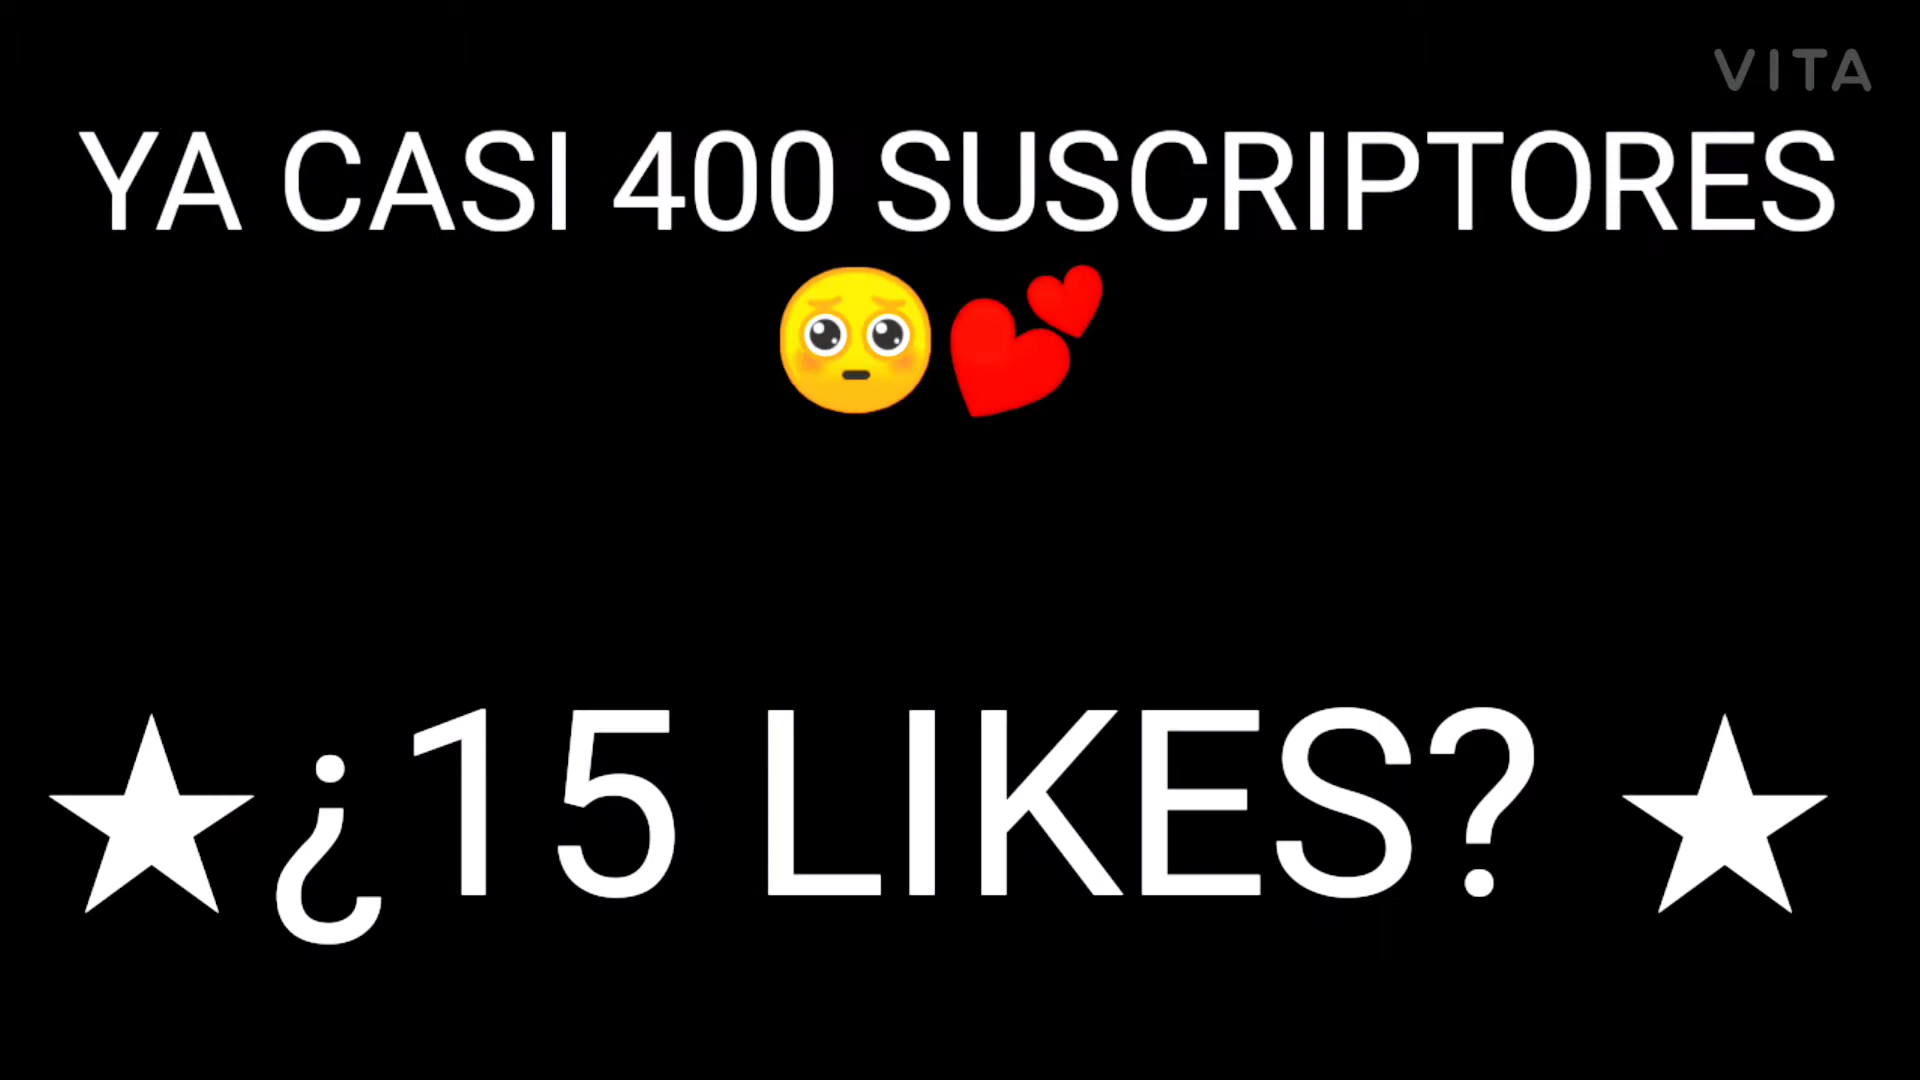 VITA
YA CASI 400 SUSCRIPTORES
🥺💕
★¿15 LIKES? ★